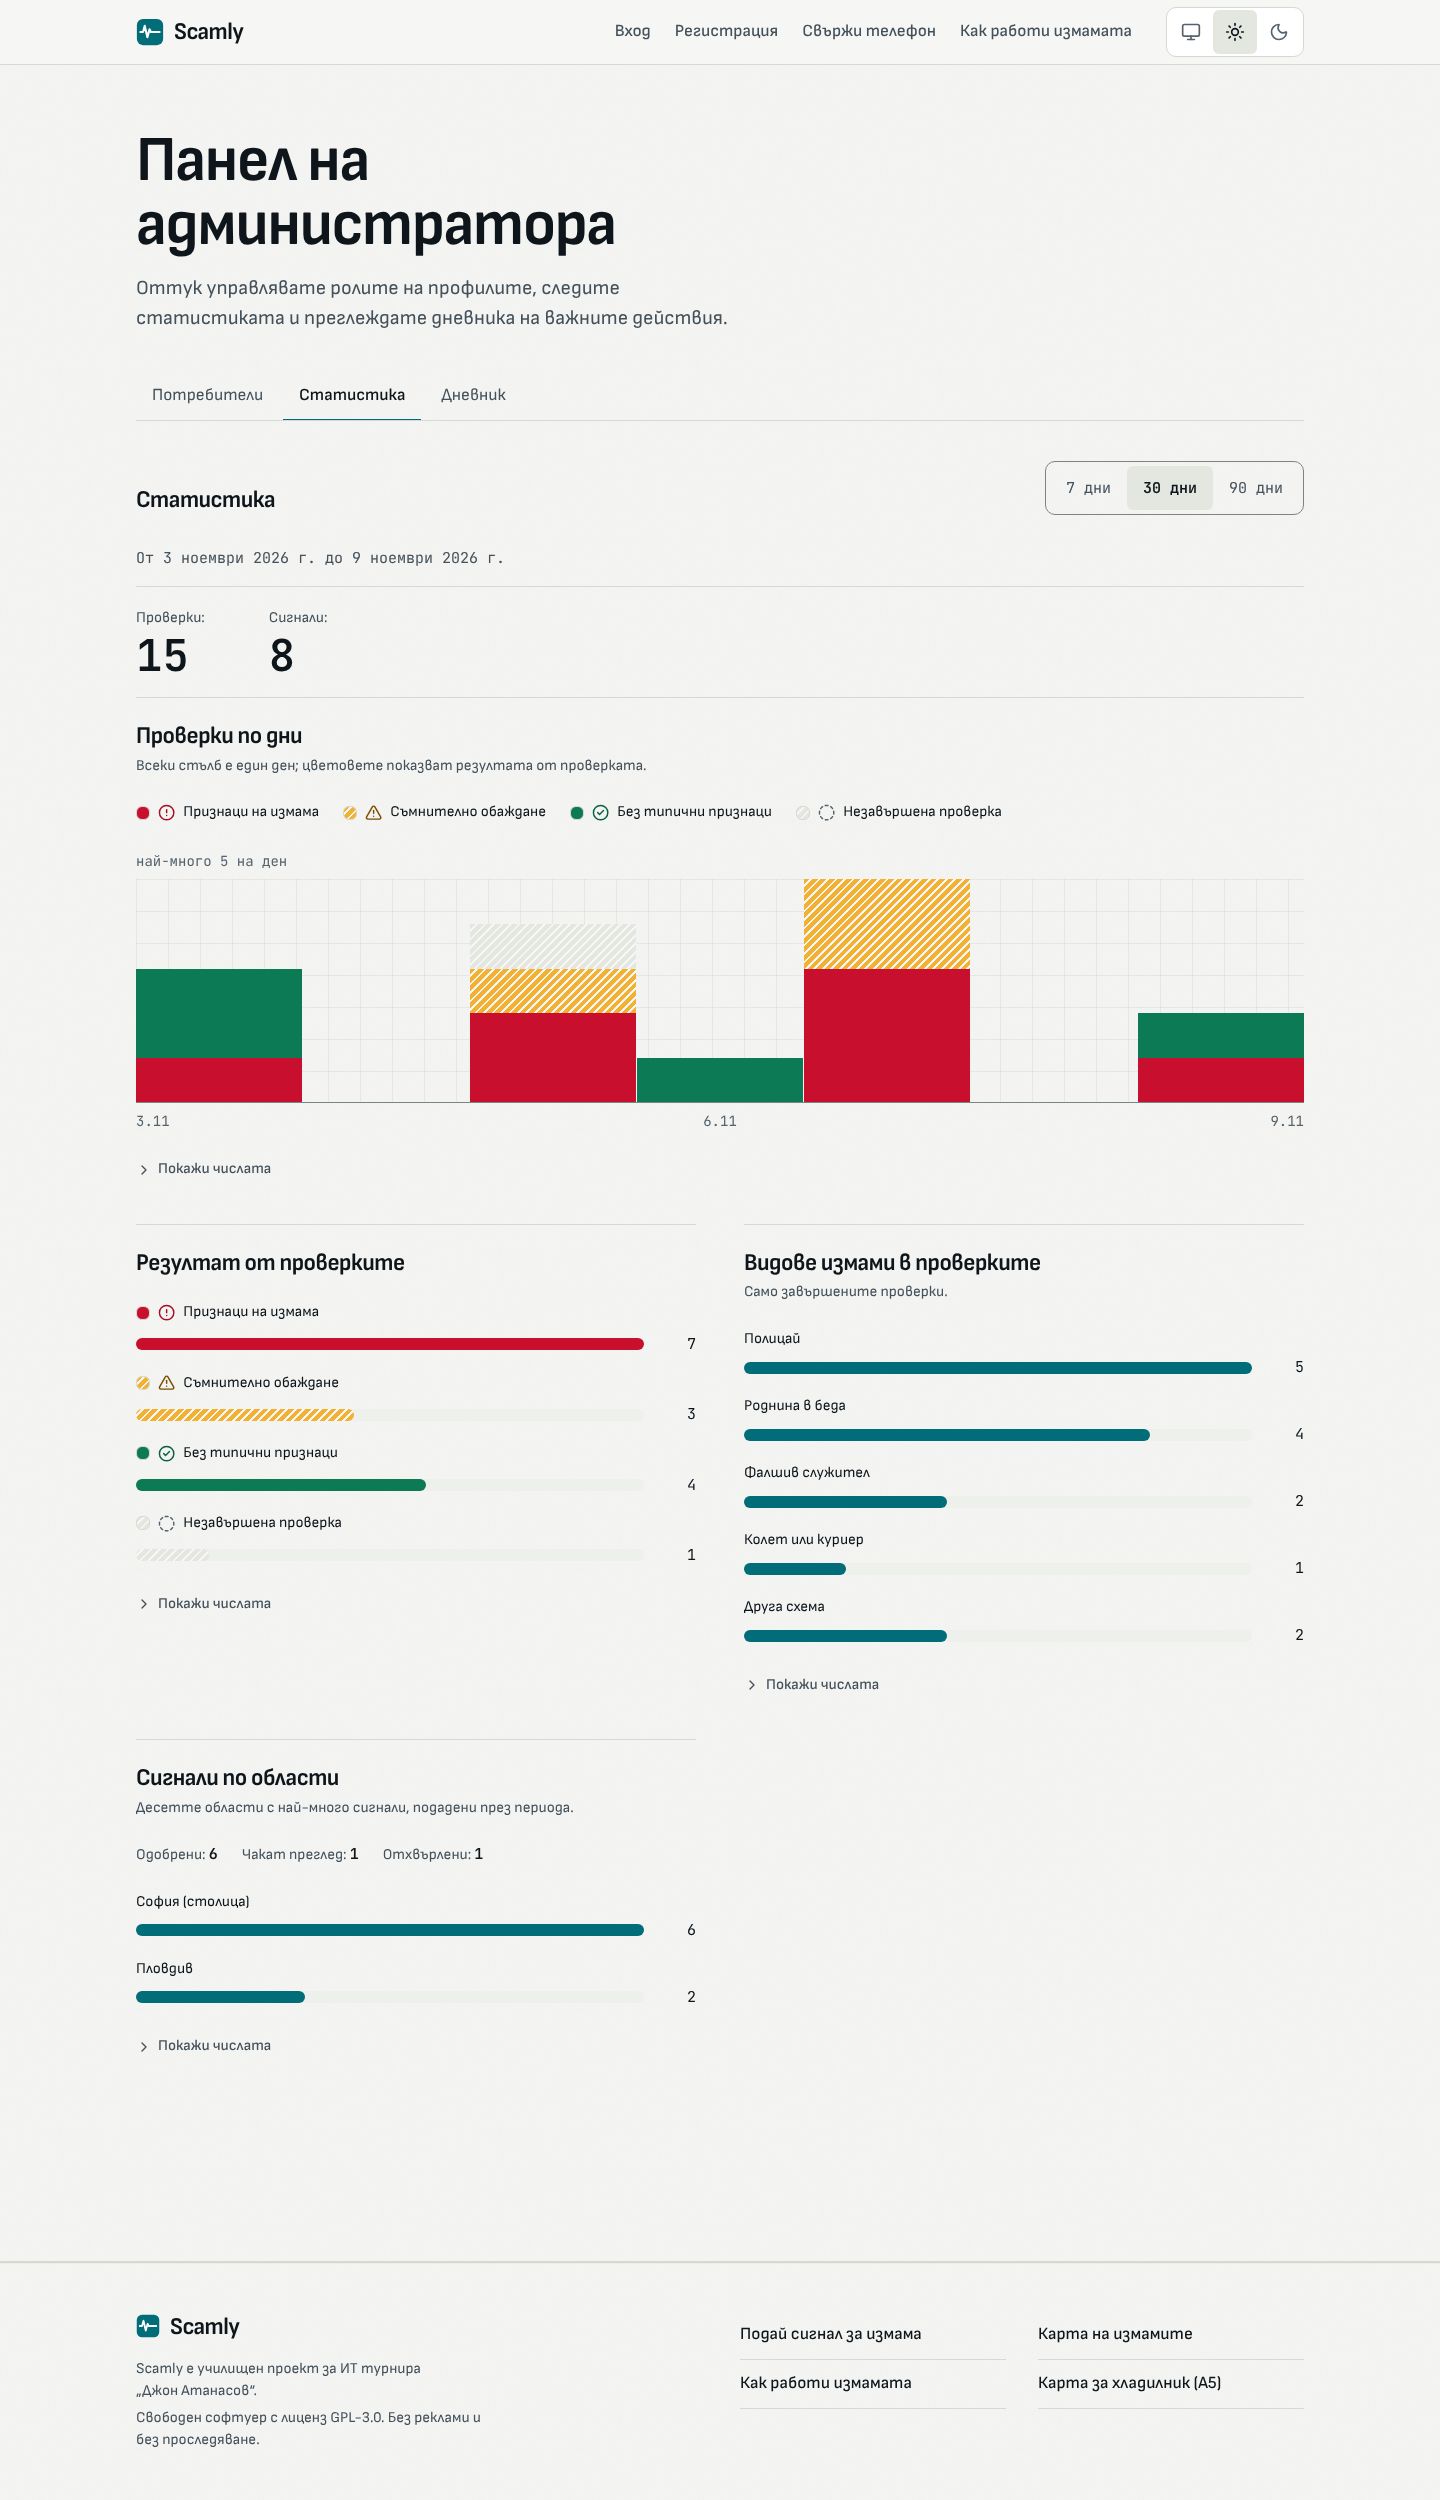 Scamly
Вход Регистрация Свържи телефон Как работи измамата
Панел на
администратора
Оттук управлявате ролите на профилите, следите
статистиката и преглеждате дневника на важните действия.
Потребители Статистика Дневник
Статистика
7 дни 30 дни 90 дни
От 3 ноември 2026 г. до 9 ноември 2026 г.
Проверки: Сигнали:
15 8
Проверки по дни
Всеки стълб е един ден; цветовете показват резултата от проверката.
Признаци на измама Съмнително обаждане Без типични признаци Незавършена проверка
най-много 5 на ден
3.11 6.11 9.11
Покажи числата
Резултат от проверките
Признаци на измама
7
Съмнително обаждане
3
Без типични признаци
4
Незавършена проверка
1
Покажи числата
Видове измами в проверките
Само завършените проверки.
Полицай
5
Роднина в беда
4
Фалшив служител
2
Колет или куриер
1
Друга схема
2
Покажи числата
Сигнали по области
Десетте области с най-много сигнали, подадени през периода.
Одобрени: 6 Чакат преглед: 1 Отхвърлени: 1
София (столица)
6
Пловдив
2
Покажи числата
Scamly
Scamly е училищен проект за ИТ турнира
„Джон Атанасов“.
Свободен софтуер с лиценз GPL-3.0. Без реклами и
без проследяване.
Подай сигнал за измама Карта на измамите
Как работи измамата Карта за хладилник (А5)